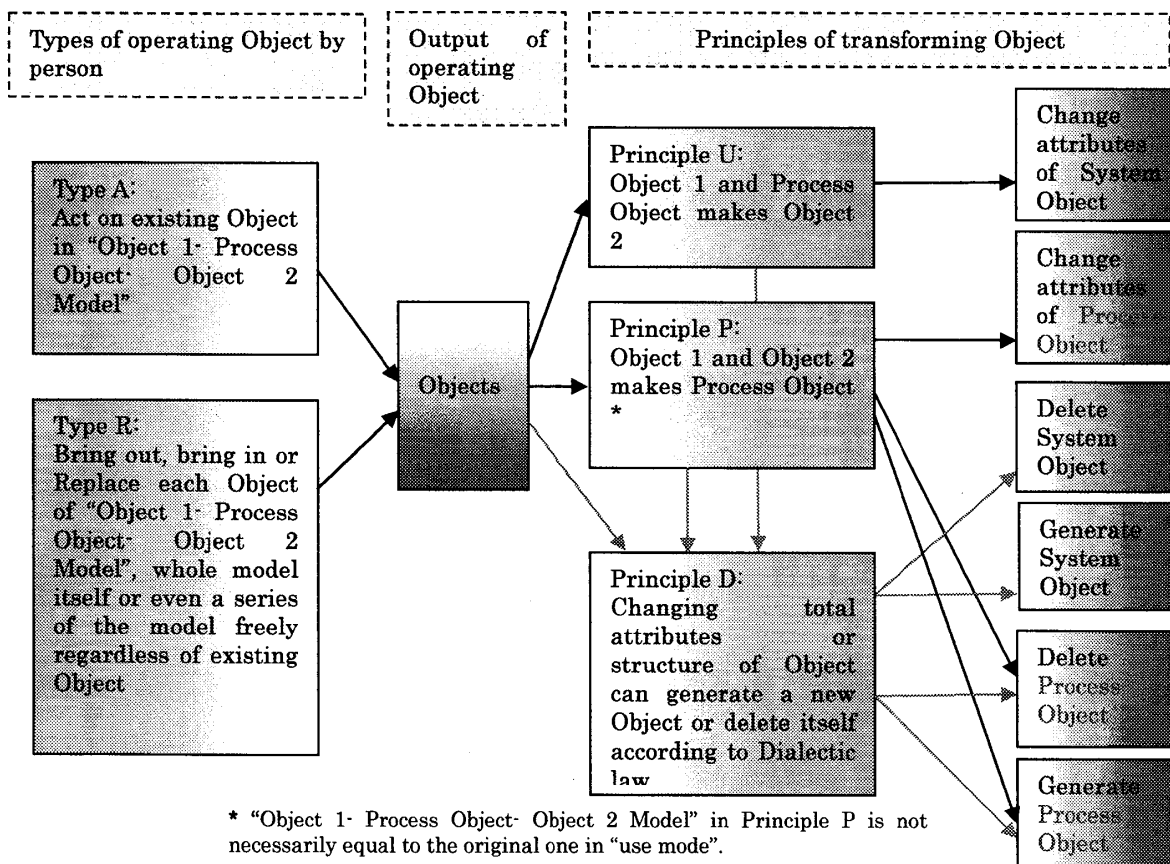 Types of operating Object by
person
Output of
operating
Object
Principles of transforming Object
Type A:
Act on existing Object
in “Object 1- Process
Object- Object 2
Model”
Type R:
Bring out, bring in or
Replace each Object
of “Object 1- Process
Object- Object 2
Model”, whole model
itself or even a series
of the model freely
regardless of existing
Object
Objects
Principle U:
Object 1 and Process
Object makes Object
2
Principle P:
Object 1 and Object 2
makes Process Object
*
Principle D:
Changing total
attributes or
structure of Object
can generate a new
Object or delete itself
according to Dialectic
law
Change
attributes
of System
Object
Change
attributes
of Process
Object
Delete
System
Object
Generate
System
Object
Delete
Process
Object
Generate
Process
Object
* “Object 1- Process Object- Object 2 Model” in Principle P is not
necessarily equal to the original one in “use mode”.